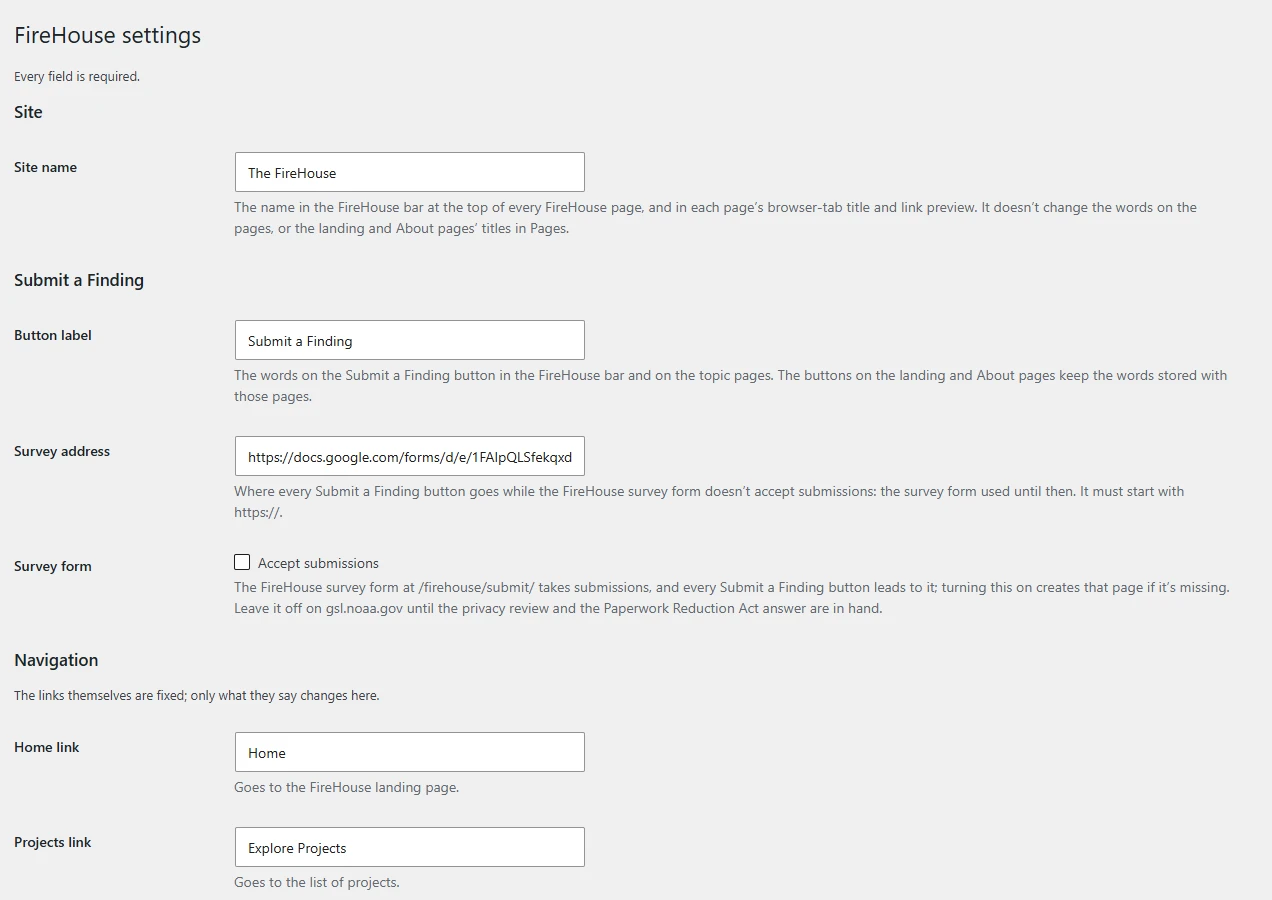 FireHouse settings
Every field is required.
Site
Site name
The FireHouse
The name in the FireHouse bar at the top of every FireHouse page, and in each page’s browser-tab title and link preview. It doesn’t change the words on the
pages, or the landing and About pages’ titles in Pages.
Submit a Finding
Button label
Submit a Finding
The words on the Submit a Finding button in the FireHouse bar and on the topic pages. The buttons on the landing and About pages keep the words stored with
those pages.
Survey address
https://docs.google.com/forms/d/e/1FAIpQLSfekqxd
Where every Submit a Finding button goes while the FireHouse survey form doesn’t accept submissions: the survey form used until then. It must start with
https://.
Survey form
Accept submissions
The FireHouse survey form at /firehouse/submit/ takes submissions, and every Submit a Finding button leads to it; turning this on creates that page if it’s missing.
Leave it off on gsl.noaa.gov until the privacy review and the Paperwork Reduction Act answer are in hand.
Navigation
The links themselves are fixed; only what they say changes here.
Home link
Home
Goes to the FireHouse landing page.
Projects link
Explore Projects
Goes to the list of projects.